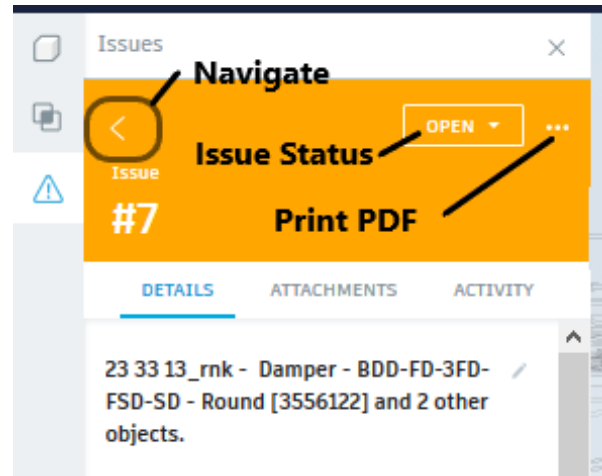 Issues
Navigate
OPEN
Issue Status
Issue
#7
Print PDF
DETAILS ATTACHMENTS ACTIVITY
23 33 13_rnk - Damper - BDD-FD-3FD-
FSD-SD - Round [3556122] and 2 other
objects.